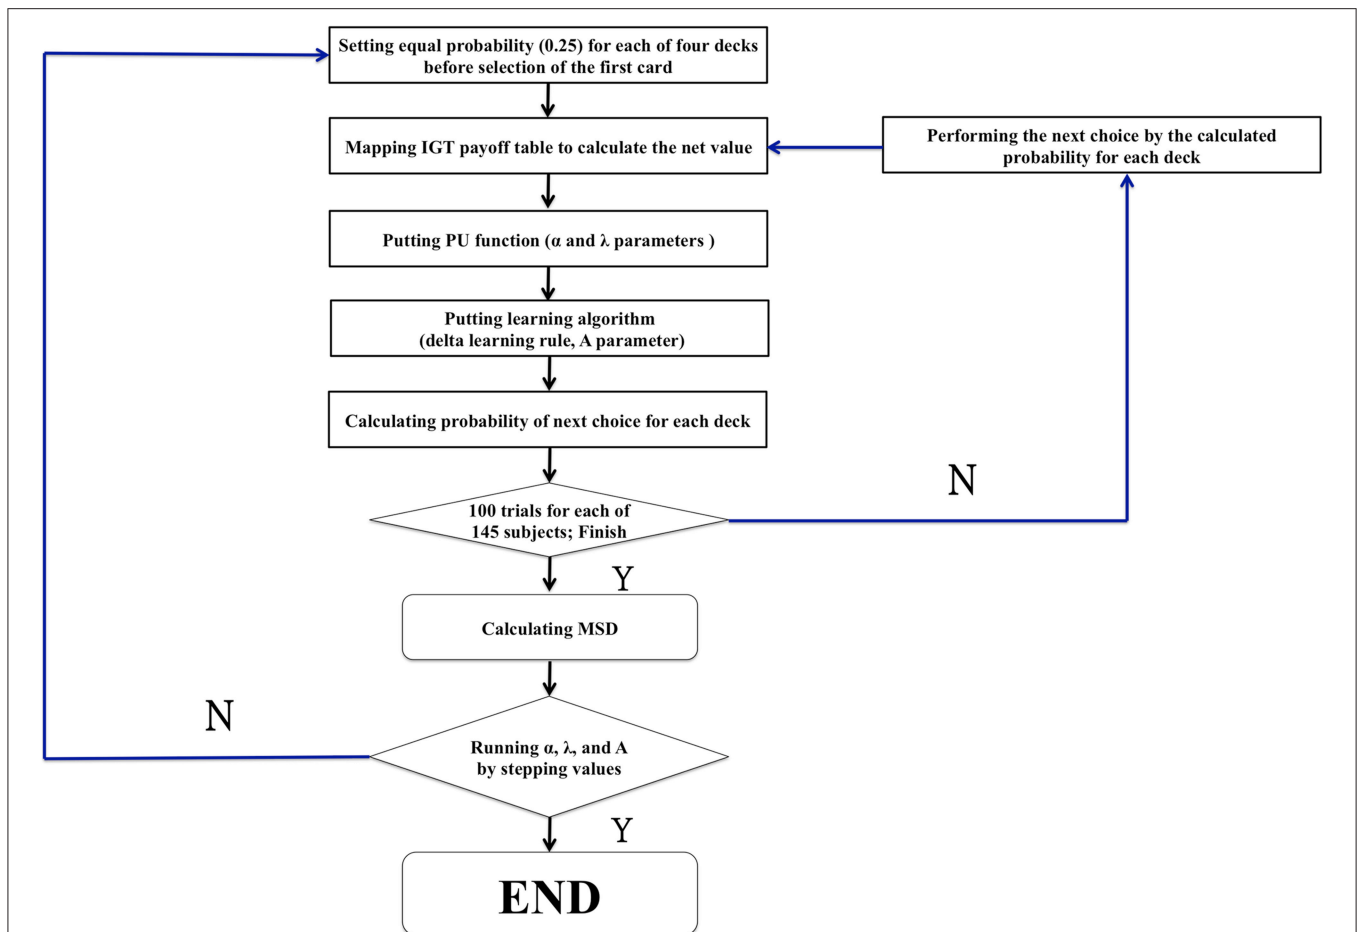 Setting equal probability (0.25) for each of four decks
before selection of the first card
Mapping IGT payoff table to calculate the net value
Performing the next choice by the calculated
probability for each deck
Putting PU function (α and λ parameters )
Putting learning algorithm
(delta learning rule, A parameter)
Calculating probability of next choice for each deck
100 trials for each of
145 subjects; Finish
N
Y
Calculating MSD
N
Running α, λ, and A
by stepping values
Y
END